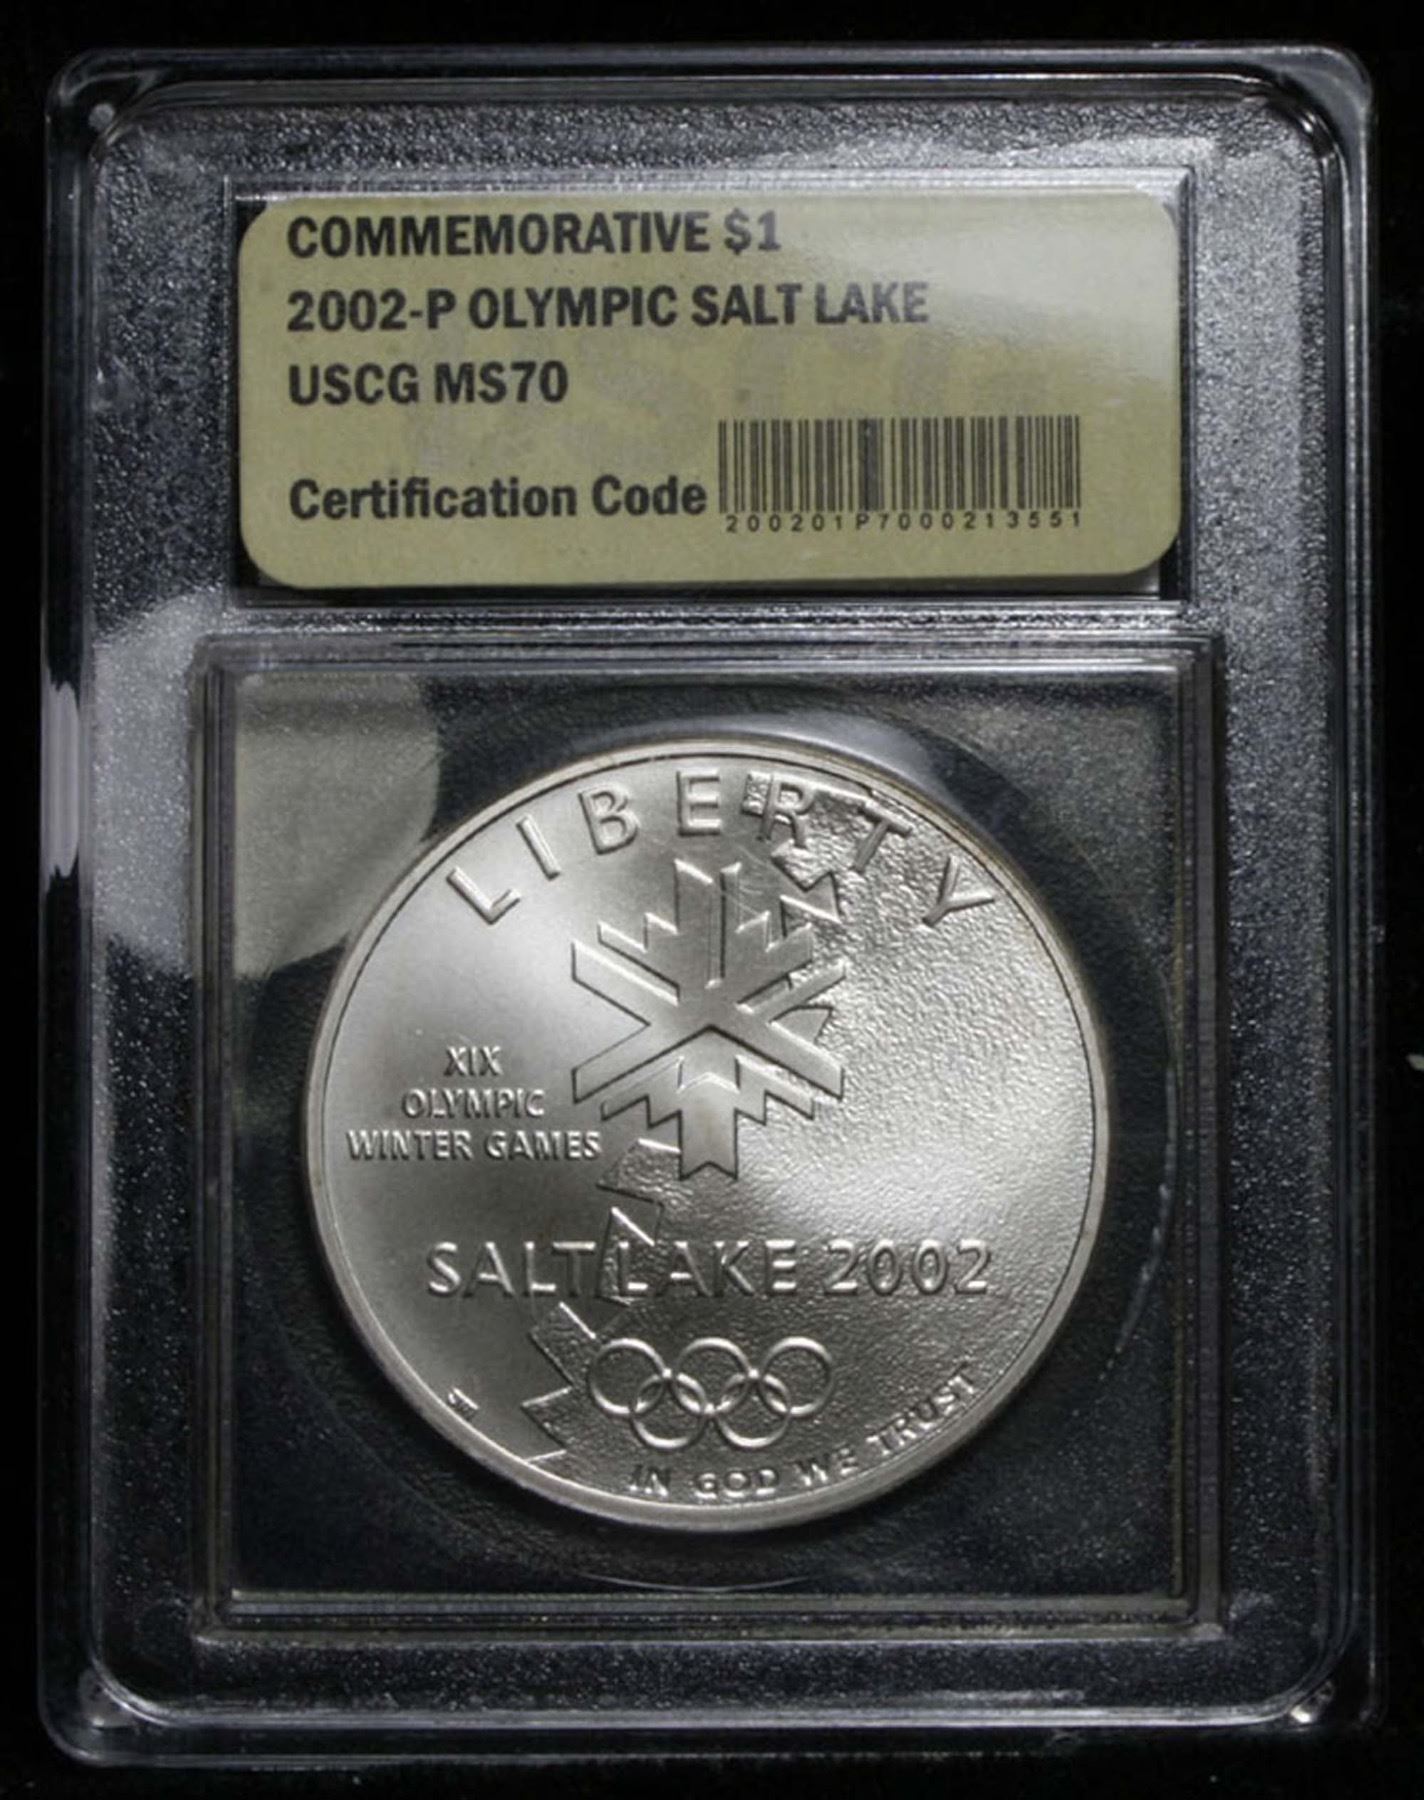 COMMEMORATIVE $1
2002-P OLYMPIC SALT LAKE
USCG MS70
Certification Code
200201P7000213551
LIBERTY
XIX
OLYMPIC
WINTER GAMES
SALT LAKE 2002
IN GOD WE TRUST